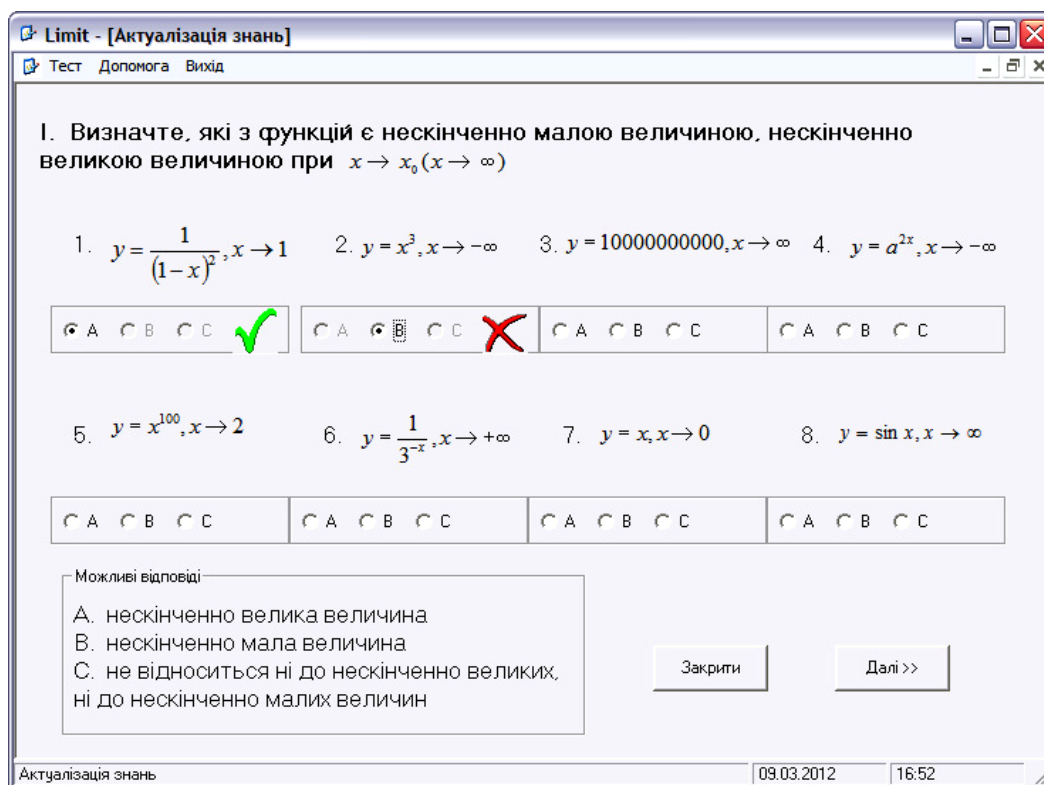 Limit - [Актуалізація знань]
Тест Допомога Вихід
І. Визначте, які з функцій є нескінченно малою величиною, нескінченно
великою величиною при x → x₀ (x → ∞)
1. y = 1/(1 − x)², x → 1 2. y = x³, x → −∞ 3. y = 10000000000, x → ∞ 4. y = a²ˣ, x → −∞
A B C A B C A B C A B C
5. y = x¹⁰⁰, x → 2 6. y = 1/3⁻ˣ, x → +∞ 7. y = x, x → 0 8. y = sin x, x → ∞
A B C A B C A B C A B C
Можливі відповіді
A. нескінченно велика величина
B. нескінченно мала величина
C. не відноситься ні до нескінченно великих,
ні до нескінченно малих величин
Закрити Далі >>
Актуалізація знань 09.03.2012 16:52